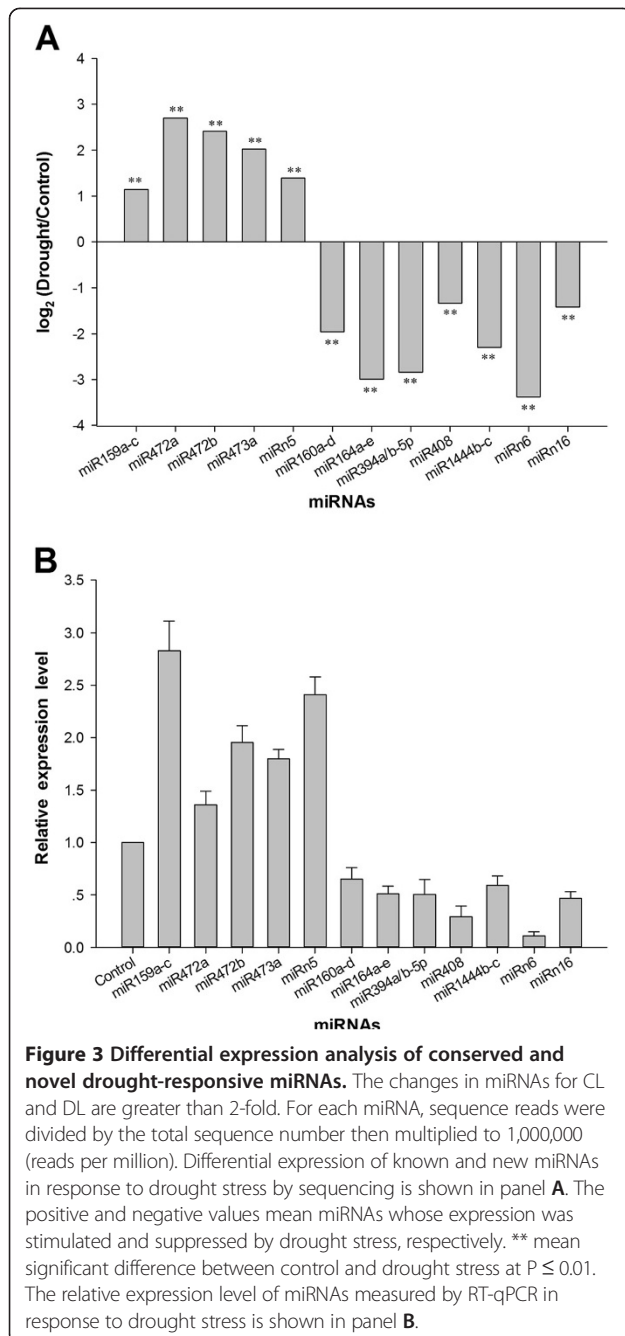 A
4
3
2
1
0
-1
-2
-3
-4
log2 (Drought/Control)
**
**
**
**
**
**
**
**
**
**
**
**
miR159a-c
miR472a
miR472b
miR473a
miRn5
miR160a-d
miR164a-e
miR394a/b-5p
miR408
miR1444b-c
miRn6
miRn16
miRNAs
B
3.5
3.0
2.5
2.0
1.5
1.0
.5
0.0
Relative expression level
Control
miR159a-c
miR472a
miR472b
miR473a
miRn5
miR160a-d
miR164a-e
miR394a/b-5p
miR408
miR1444b-c
miRn6
miRn16
miRNAs
Figure 3 Differential expression analysis of conserved and
novel drought-responsive miRNAs. The changes in miRNAs for CL
and DL are greater than 2-fold. For each miRNA, sequence reads were
divided by the total sequence number then multiplied to 1,000,000
(reads per million). Differential expression of known and new miRNAs
in response to drought stress by sequencing is shown in panel A. The
positive and negative values mean miRNAs whose expression was
stimulated and suppressed by drought stress, respectively. ** mean
significant difference between control and drought stress at P ≤ 0.01.
The relative expression level of miRNAs measured by RT-qPCR in
response to drought stress is shown in panel B.